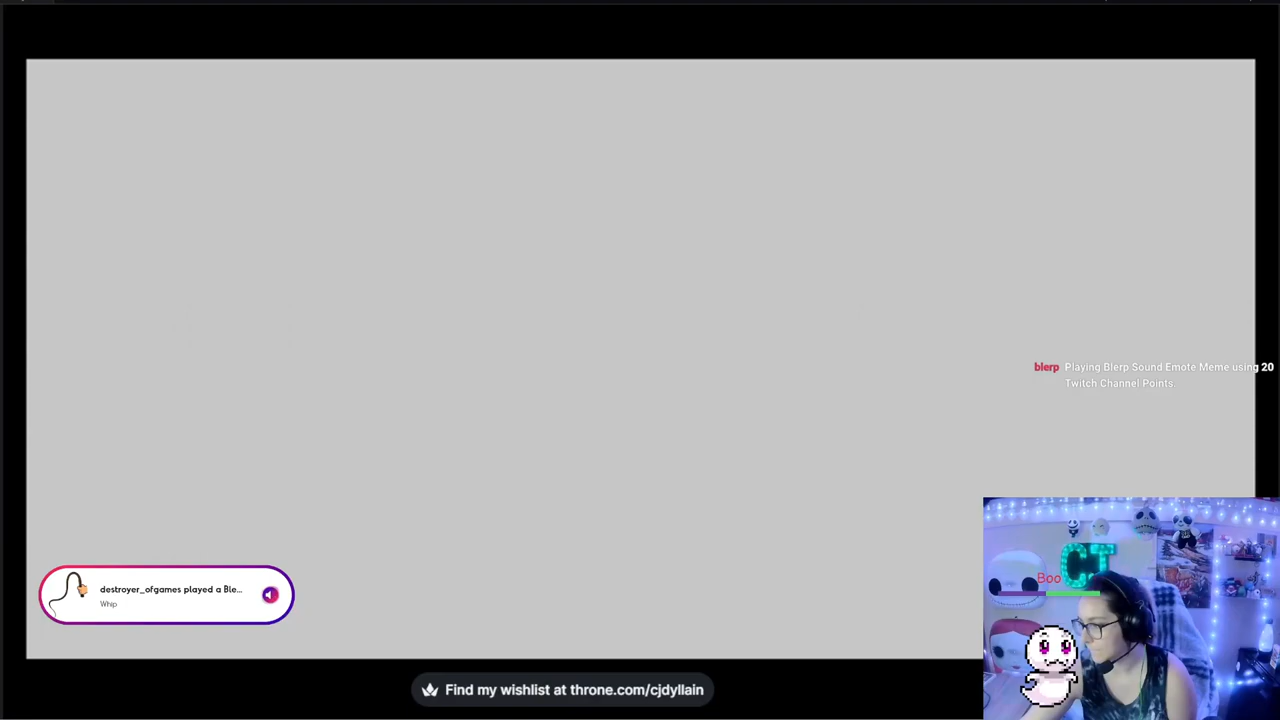 blerp Playing Blerp Sound Emote Meme using 20
Twitch Channel Points.
CJ
Boo
destroyer_ofgames played a Ble...
Whip
Find my wishlist at throne.com/cjdyllain